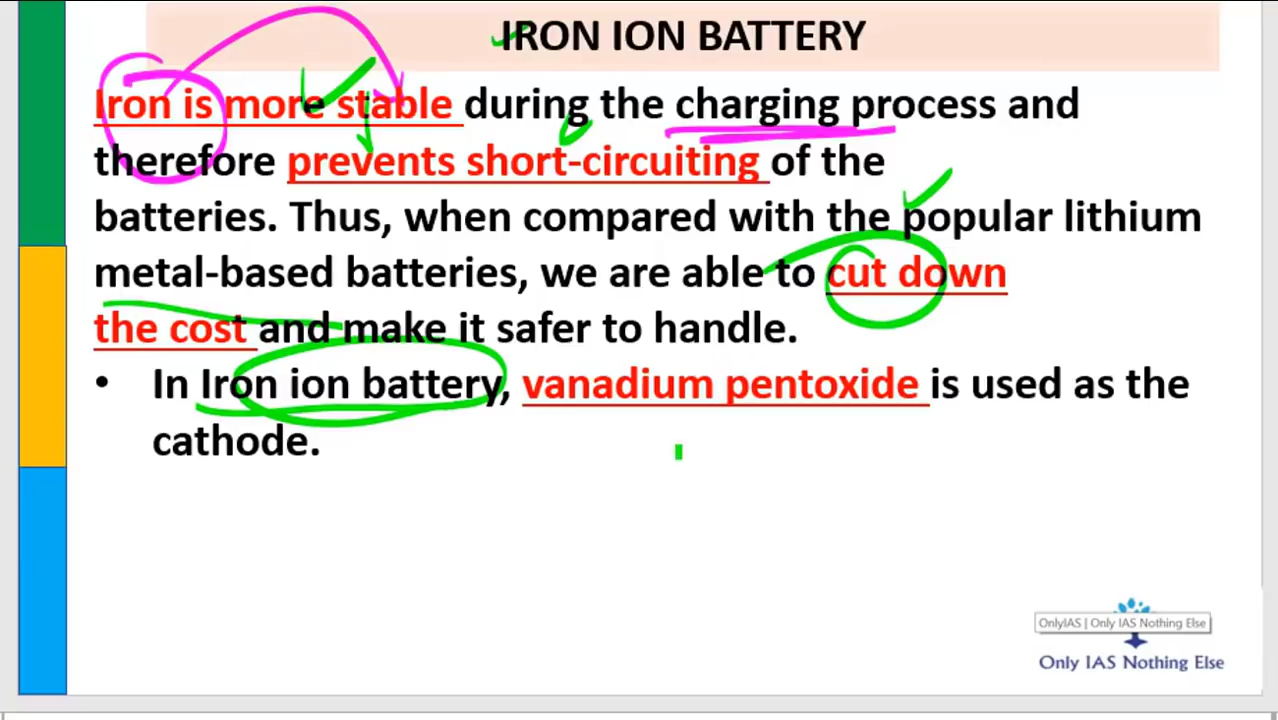 IRON ION BATTERY
Iron is more stable during the charging process and
therefore prevents short-circuiting of the
batteries. Thus, when compared with the popular lithium
metal-based batteries, we are able to cut down
the cost and make it safer to handle.
• In Iron ion battery, vanadium pentoxide is used as the
cathode.
OnlyIAS | Only IAS Nothing Else
Only IAS Nothing Else